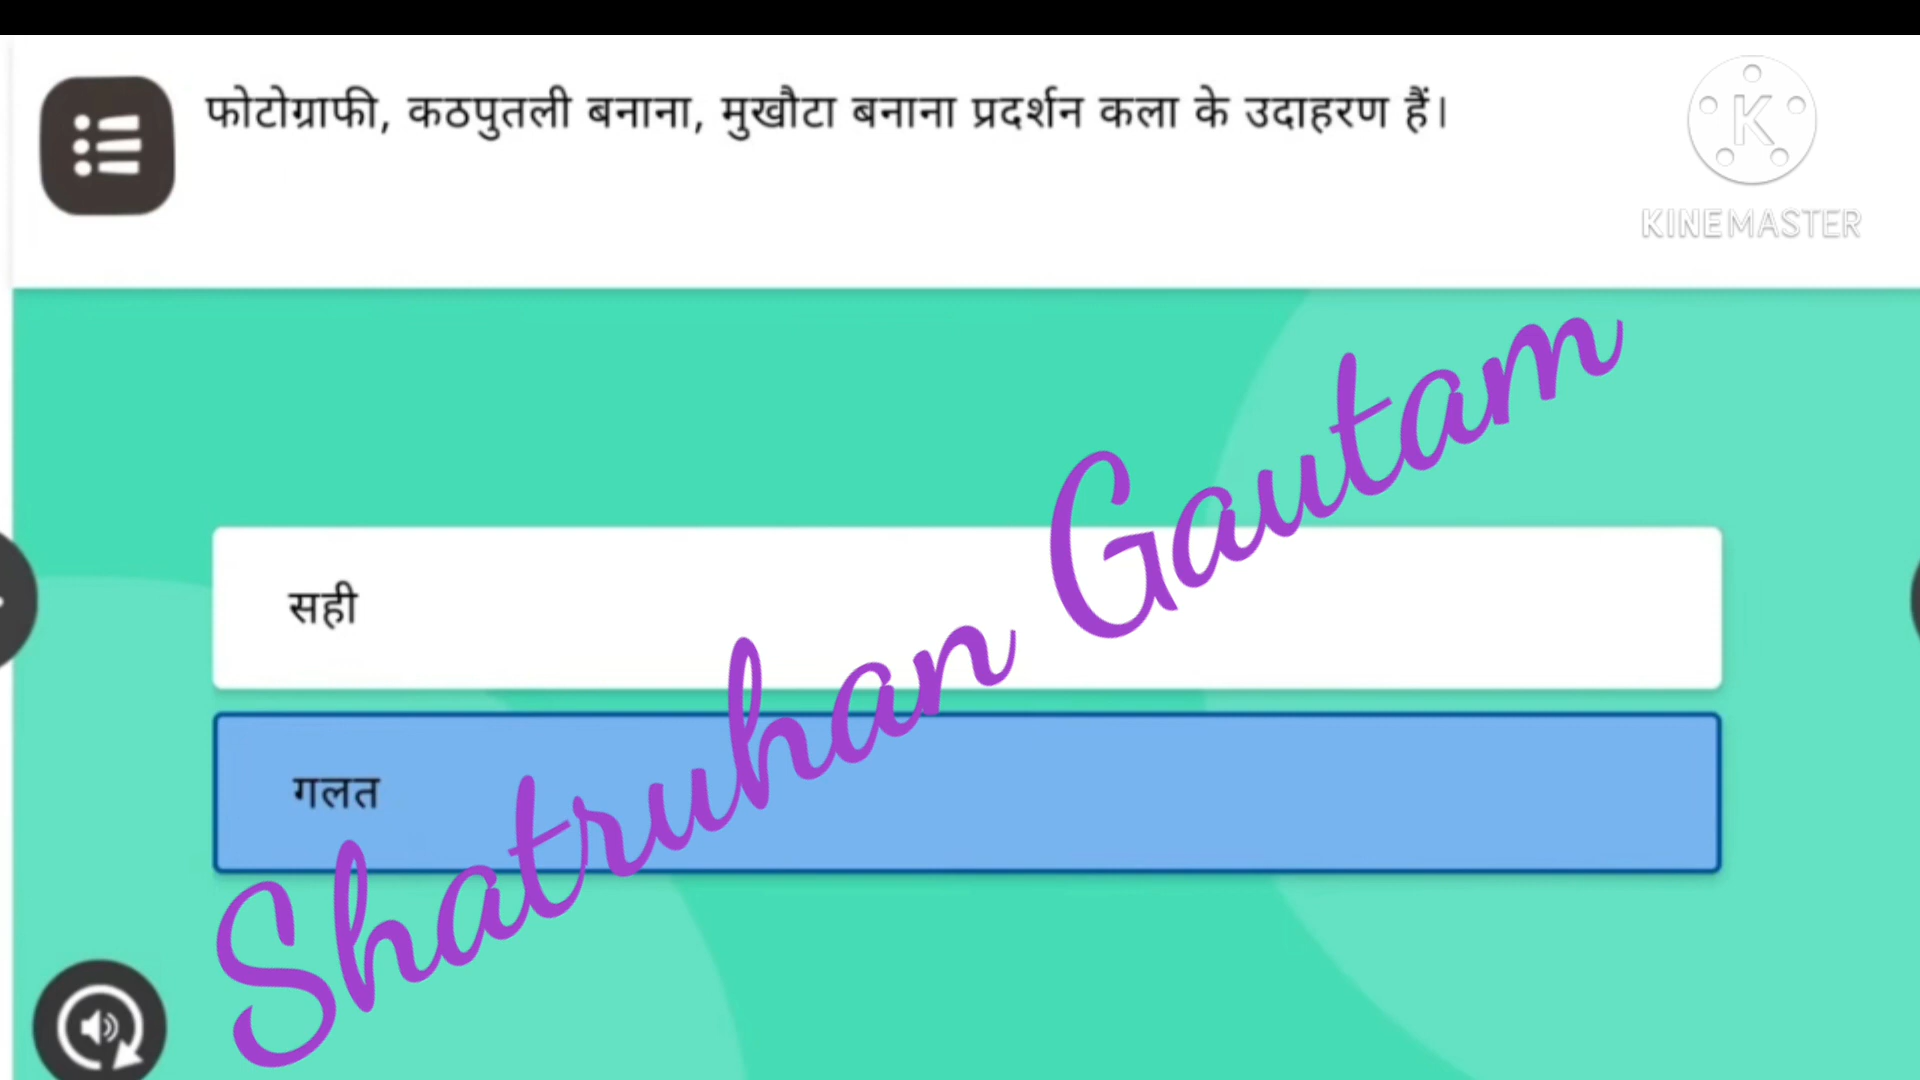 फोटोग्राफी, कठपुतली बनाना, मुखौटा बनाना प्रदर्शन कला के उदाहरण हैं।
K
KINEMASTER
सही
गलत
Shatruhan Gautam